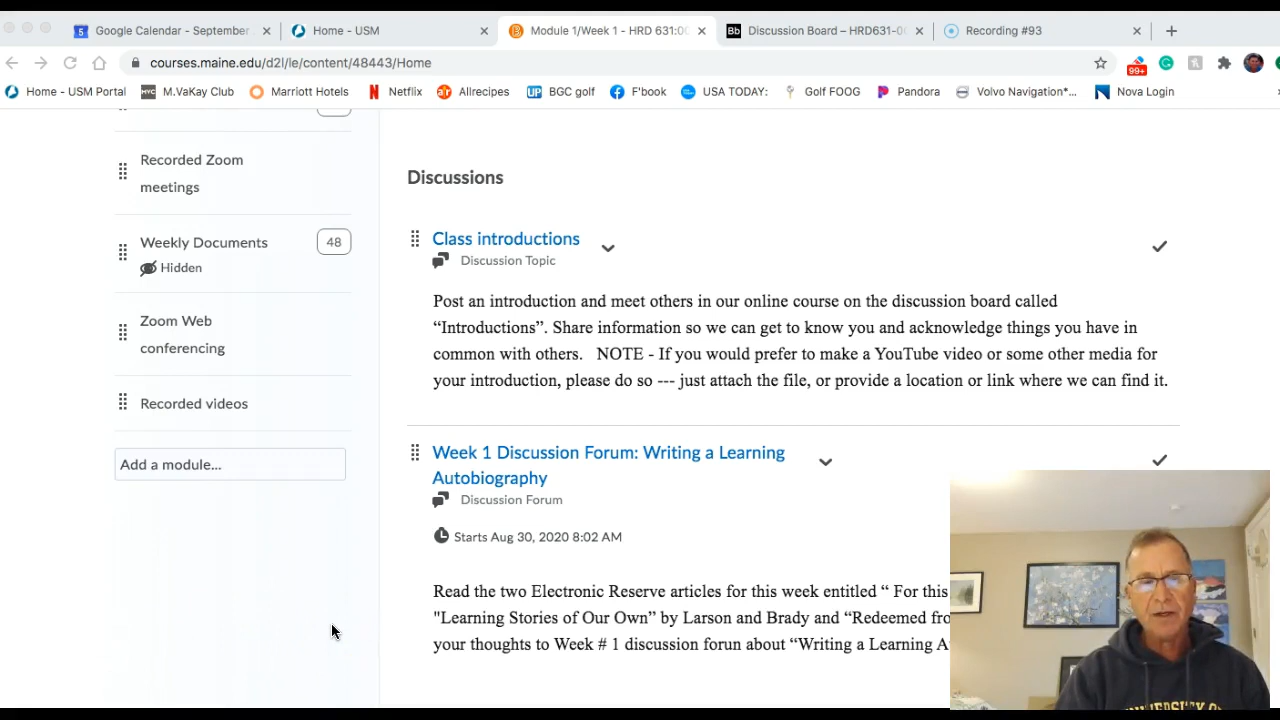 5 Google Calendar - September
Home - USM
Module 1/Week 1 - HRD 631:0
Bb Discussion Board – HRD631-0
Recording #93
courses.maine.edu/d2l/le/content/48443/Home
99+
Home - USM Portal
MYC M.VaKay Club
Marriott Hotels
N Netflix
ar Allrecipes
UP BGC golf
F'book
USA TODAY:
Golf FOOG
Pandora
Volvo Navigation*...
Nova Login
Recorded Zoom
meetings
Weekly Documents 48
Hidden
Zoom Web
conferencing
Recorded videos
Add a module...
Discussions
Class introductions
Discussion Topic
Post an introduction and meet others in our online course on the discussion board called
“Introductions”. Share information so we can get to know you and acknowledge things you have in
common with others. NOTE - If you would prefer to make a YouTube video or some other media for
your introduction, please do so --- just attach the file, or provide a location or link where we can find it.
Week 1 Discussion Forum: Writing a Learning
Autobiography
Discussion Forum
Starts Aug 30, 2020 8:02 AM
Read the two Electronic Reserve articles for this week entitled “ For this
"Learning Stories of Our Own” by Larson and Brady and “Redeemed fro
your thoughts to Week # 1 discussion forun about “Writing a Learning A
UNIVERSITY OF